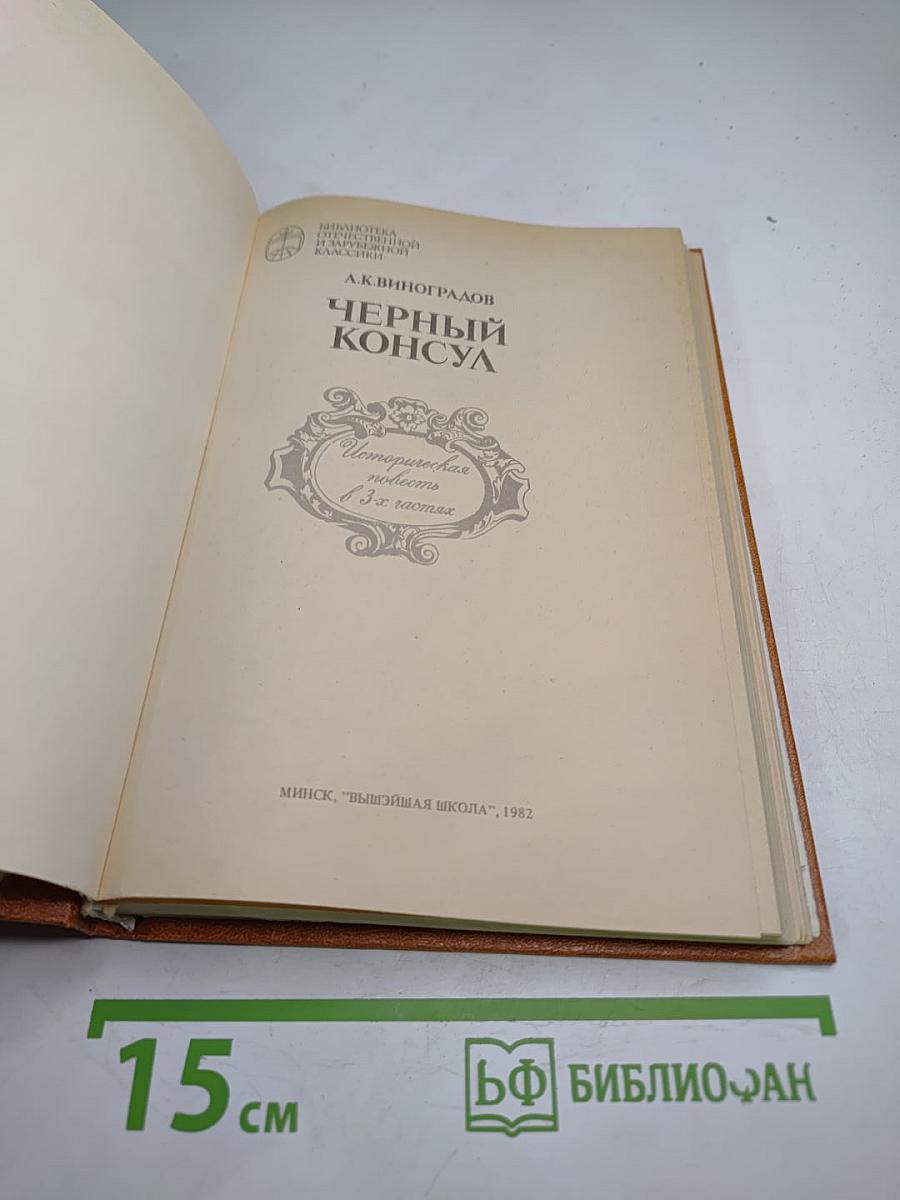 БИБЛИОТЕКА
ОТЕЧЕСТВЕННОЙ
И ЗАРУБЕЖНОЙ
КЛАССИКИ
А.К.ВИНОГРАДОВ
ЧЕРНЫЙ
КОНСУЛ
Историческая
повесть
в 3-х частях
МИНСК, "ВЫШЭЙШАЯ ШКОЛА", 1982
15 см
БФ БИБЛИОФАН